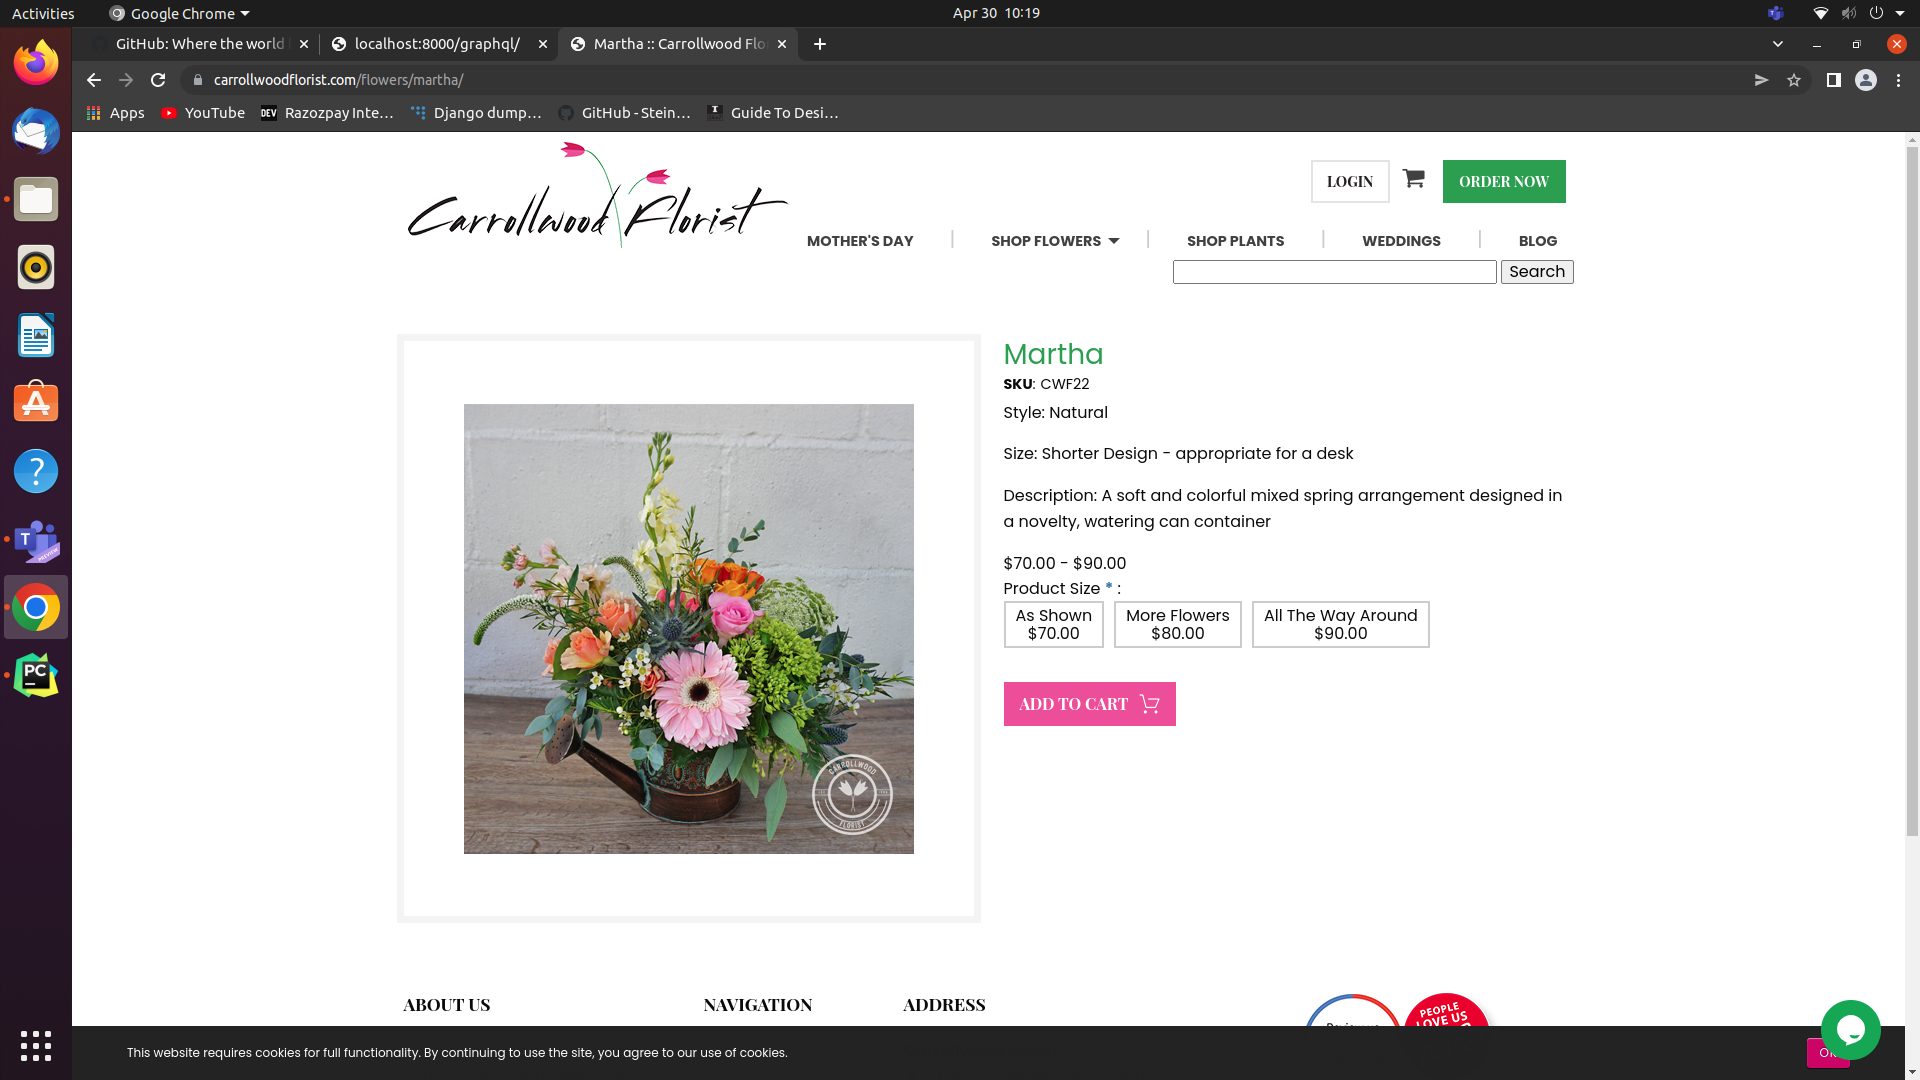 Activities
Google Chrome
Apr 30 10:19
GitHub: Where the world
localhost:8000/graphql/
Martha :: Carrollwood Flo
carrollwoodflorist.com/flowers/martha/
Apps
YouTube
DEV
Razozpay Inte...
Django dump...
GitHub - Stein...
Guide To Desi...
Carrollwood Florist
LOGIN
ORDER NOW
MOTHER'S DAY
SHOP FLOWERS
SHOP PLANTS
WEDDINGS
BLOG
Search
Martha
SKU: CWF22
Style: Natural
Size: Shorter Design - appropriate for a desk
Description: A soft and colorful mixed spring arrangement designed in
a novelty, watering can container
$70.00 - $90.00
Product Size * :
As Shown
$70.00
More Flowers
$80.00
All The Way Around
$90.00
ADD TO CART
CARROLLWOOD
FLORIST
ABOUT US
NAVIGATION
ADDRESS
PEOPLE
LOVE US
This website requires cookies for full functionality. By continuing to use the site, you agree to our use of cookies.
T
PREVIEW
PC